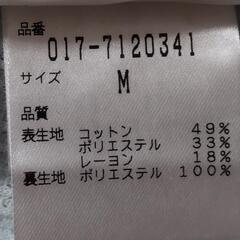 品番
017-7120341
サイズ
M
品質
表生地 コットン 49%
ポリエステル 33%
レーヨン 18%
裏生地 ポリエステル 100%